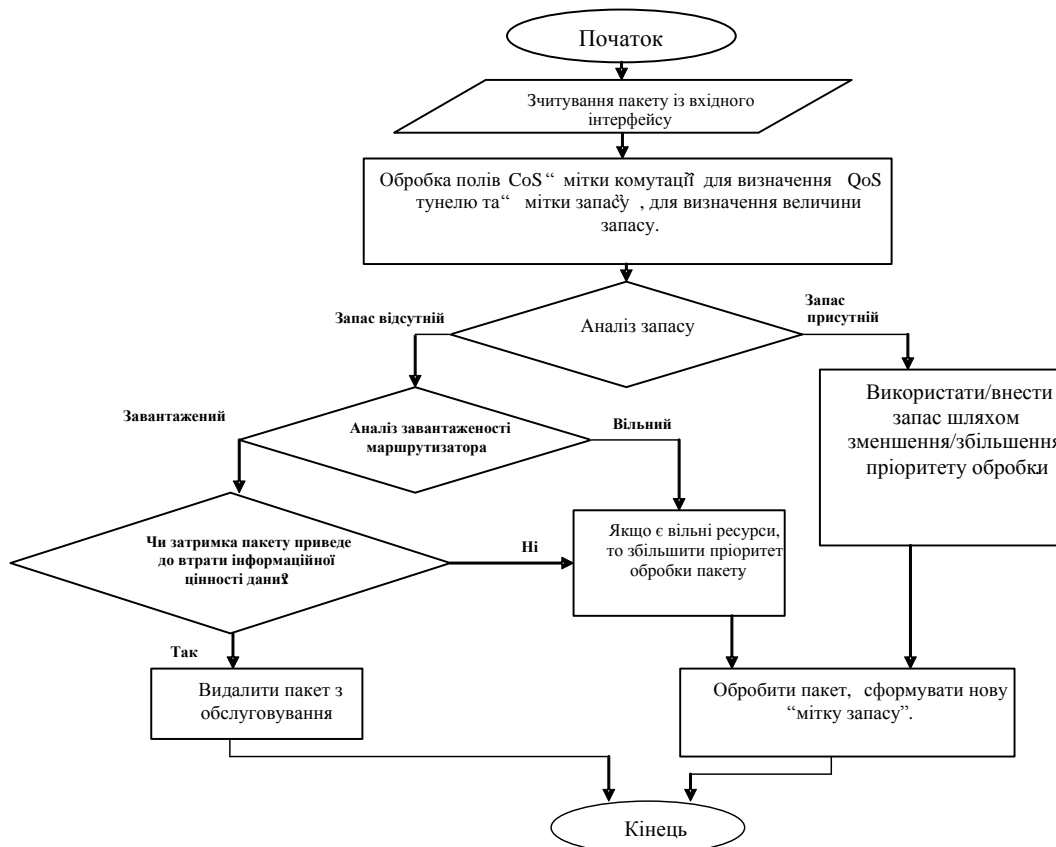 Початок
Зчитування пакету із вхідного
інтерфейсу
Обробка полів CoS “ мітки комутації” для визначення QoS
тунелю та “ мітки запасу” , для визначення величини
запасу.
Запас відсутній
Запас
присутній
Аналіз запасу
Використати/внести
запас шляхом
зменшення/збільшення
пріоритету обробки
Завантажений
Аналіз завантаженості
маршрутизатора
Вільний
Чи затримка пакету приведе
до втрати інформаційної
цінності даних?
Ні
Якщо є вільні ресурси,
то збільшити пріоритет
обробки пакету
Так
Видалити пакет з
обслуговування
Обробити пакет, сформувати нову
“мітку запасу”.
Кінець